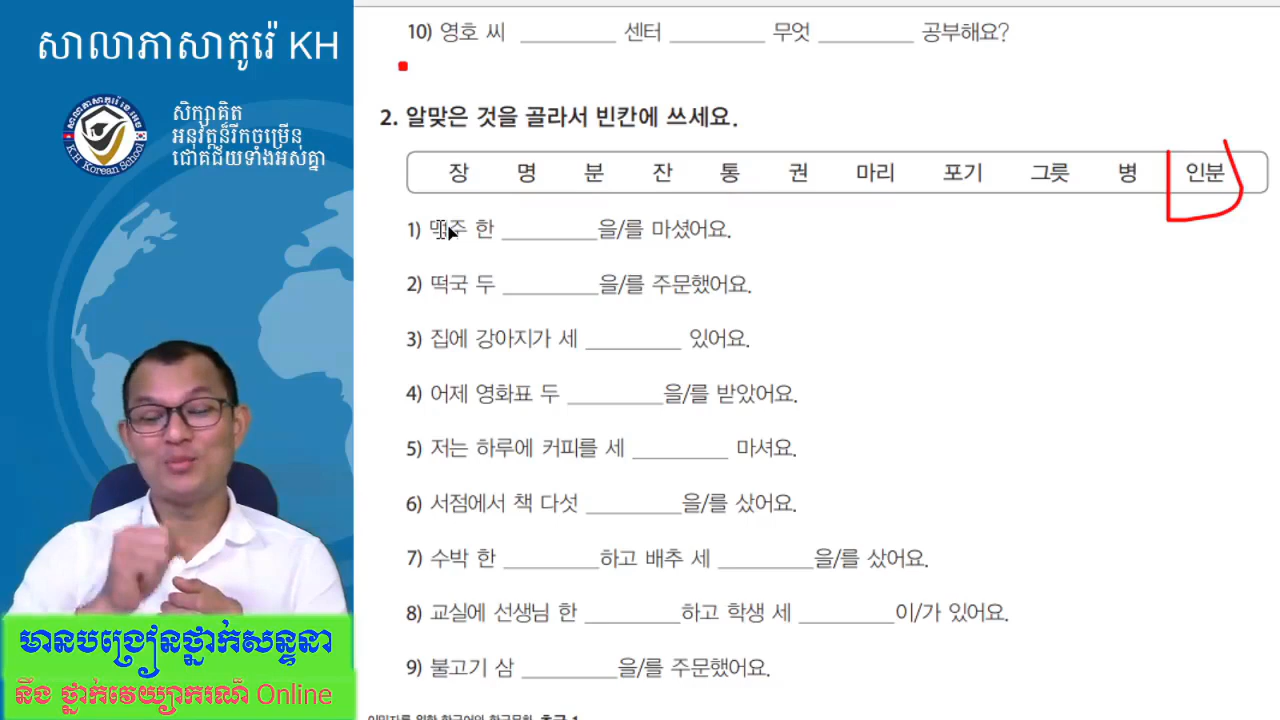 សាលាភាសាកូរ៉េ KH
សិក្សាគិត
អនុវត្តន៍រីកចម្រើន
ជោគជ័យទាំងអស់គ្នា
KH Korean School
មានបង្រៀនថ្នាក់សន្ទនា
នឹង ថ្នាក់វេយ្យាករណ៍ Online
10) 영호 씨 ________ 센터 ________ 무엇 ________ 공부해요?
2. 알맞은 것을 골라서 빈칸에 쓰세요.
장 명 분 잔 통 권 마리 포기 그릇 병 인분
1) 맥주 한 ________을/를 마셨어요.
2) 떡국 두 ________을/를 주문했어요.
3) 집에 강아지가 세 ________ 있어요.
4) 어제 영화표 두 ________을/를 받았어요.
5) 저는 하루에 커피를 세 ________ 마셔요.
6) 서점에서 책 다섯 ________을/를 샀어요.
7) 수박 한 ________하고 배추 세 ________을/를 샀어요.
8) 교실에 선생님 한 ________하고 학생 세 ________이/가 있어요.
9) 불고기 삼 ________을/를 주문했어요.